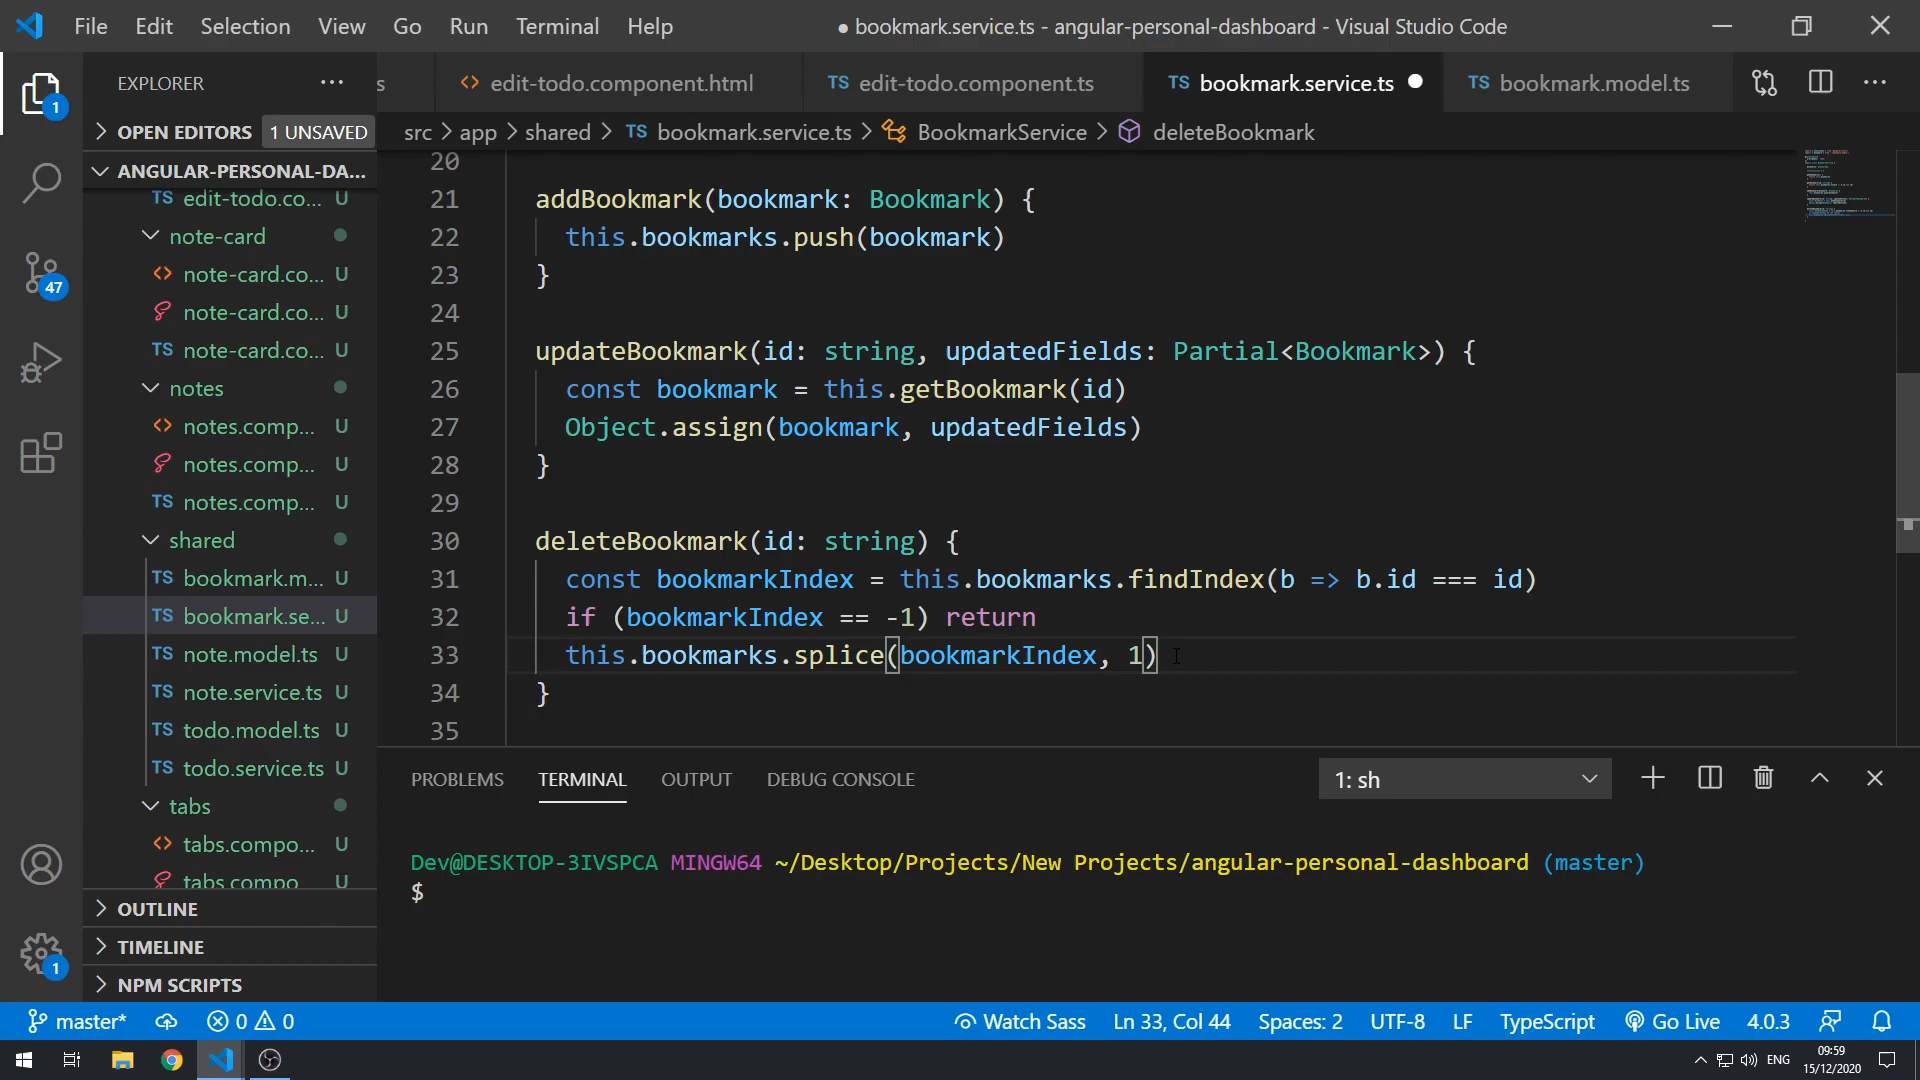 File Edit Selection View Go Run Terminal Help
● bookmark.service.ts - angular-personal-dashboard - Visual Studio Code
EXPLORER ···
s
<> edit-todo.component.html
TS edit-todo.component.ts
TS bookmark.service.ts ●
TS bookmark.model.ts
1
OPEN EDITORS 1 UNSAVED
src > app > shared > TS bookmark.service.ts > BookmarkService > deleteBookmark
ANGULAR-PERSONAL-DA...
TS edit-todo.co... U
note-card
<> note-card.co... U
note-card.co... U
TS note-card.co... U
notes
<> notes.comp... U
notes.comp... U
TS notes.comp... U
shared
TS bookmark.m... U
TS bookmark.se... U
TS note.model.ts U
TS note.service.ts U
TS todo.model.ts U
TS todo.service.ts U
tabs
<> tabs.compo... U
tabs.compo U
OUTLINE
TIMELINE
NPM SCRIPTS
47
1
20
21 addBookmark(bookmark: Bookmark) {
22 this.bookmarks.push(bookmark)
23 }
24
25 updateBookmark(id: string, updatedFields: Partial<Bookmark>) {
26 const bookmark = this.getBookmark(id)
27 Object.assign(bookmark, updatedFields)
28 }
29
30 deleteBookmark(id: string) {
31 const bookmarkIndex = this.bookmarks.findIndex(b => b.id === id)
32 if (bookmarkIndex == -1) return
33 this.bookmarks.splice(bookmarkIndex, 1)
34 }
35
PROBLEMS TERMINAL OUTPUT DEBUG CONSOLE 1: sh
Dev@DESKTOP-3IVSPCA MINGW64 ~/Desktop/Projects/New Projects/angular-personal-dashboard (master)
$
master* 0 0 Watch Sass Ln 33, Col 44 Spaces: 2 UTF-8 LF TypeScript Go Live 4.0.3
ENG
09:59
15/12/2020